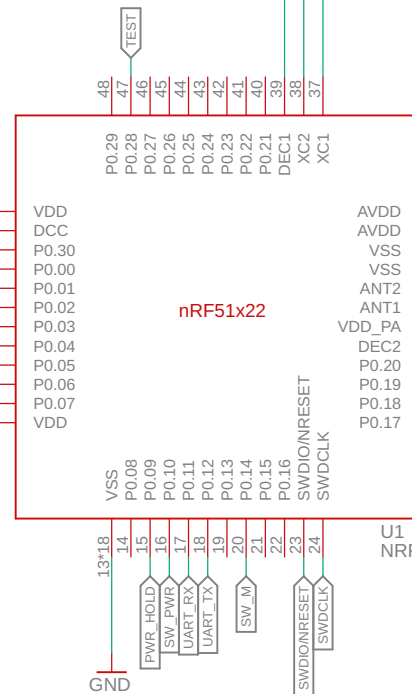 TEST
48
47
46
45
44
43
42
41
40
39
38
37
P0.29
P0.28
P0.27
P0.26
P0.25
P0.24
P0.23
P0.22
P0.21
DEC1
XC2
XC1
VDD
DCC
P0.30
P0.00
P0.01
P0.02
P0.03
P0.04
P0.05
P0.06
P0.07
VDD
nRF51x22
AVDD
AVDD
VSS
VSS
ANT2
ANT1
VDD_PA
DEC2
P0.20
P0.19
P0.18
P0.17
VSS
P0.08
P0.09
P0.10
P0.11
P0.12
P0.13
P0.14
P0.15
P0.16
SWDIO/NRESET
SWDCLK
U1
NRF
13*18
14
15
16
17
18
19
20
21
22
23
24
PWR_HOLD
SW_PWR
UART_RX
UART_TX
SW_M
SWDIO/NRESET
SWDCLK
GND